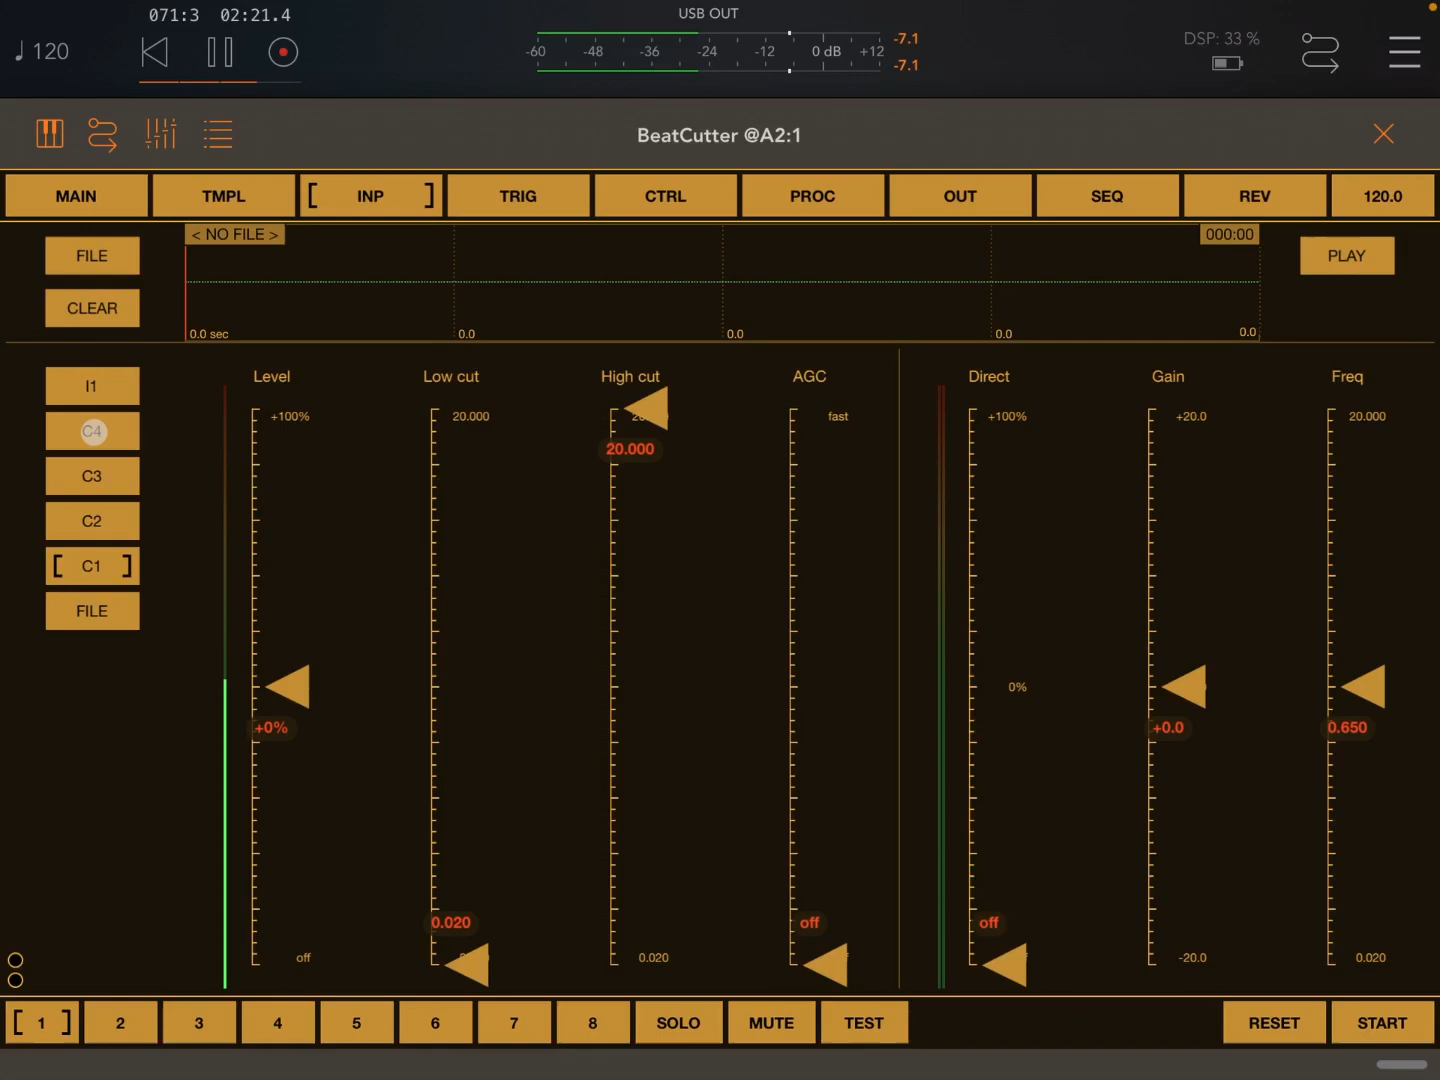 071:3 02:21.4
USB OUT
♩ 120
-60 -48 -36 -24 -12 0 dB +12
-7.1
-7.1
DSP: 33 %
BeatCutter @A2:1
MAIN TMPL [ INP ] TRIG CTRL PROC OUT SEQ REV 120.0
FILE
CLEAR
< NO FILE >
000:00
0.0 sec 0.0 0.0 0.0 0.0
PLAY
I1
C4
C3
C2
[ C1 ]
FILE
Level Low cut High cut AGC Direct Gain Freq
+100% 20.000 fast +100% +20.0 20.000
20.000
0%
+0% +0.0 0.650
0.020 off off
off 0.020 -20.0 0.020
[ 1 ] 2 3 4 5 6 7 8 SOLO MUTE TEST RESET START